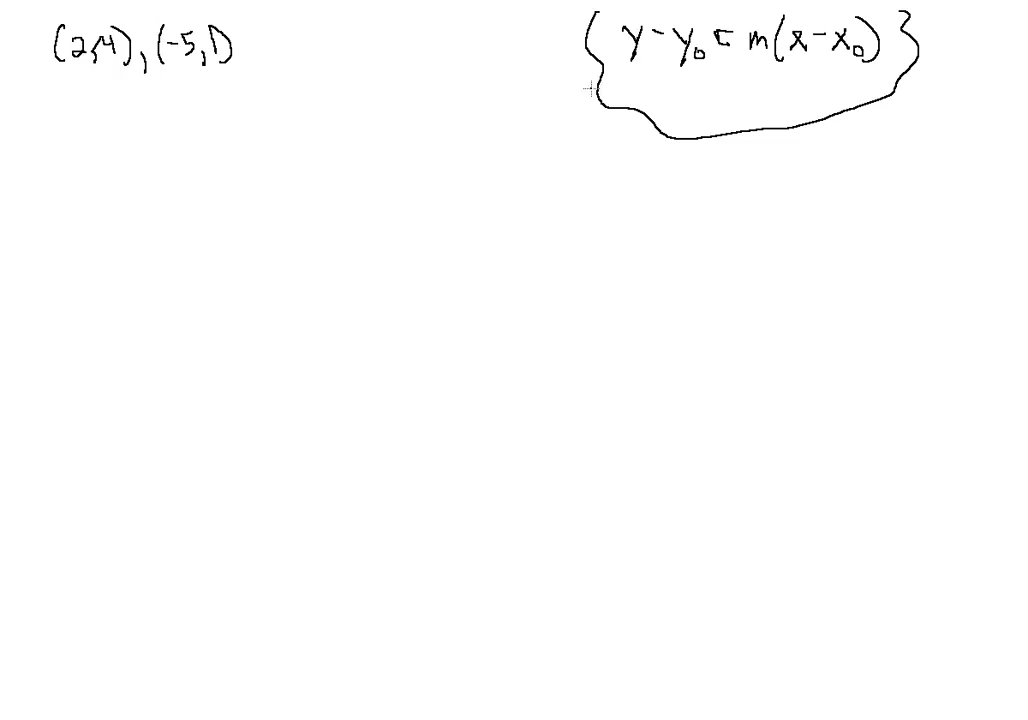 (2,4), (-5,1)
{ y - y₀ = m(x - x₀) }